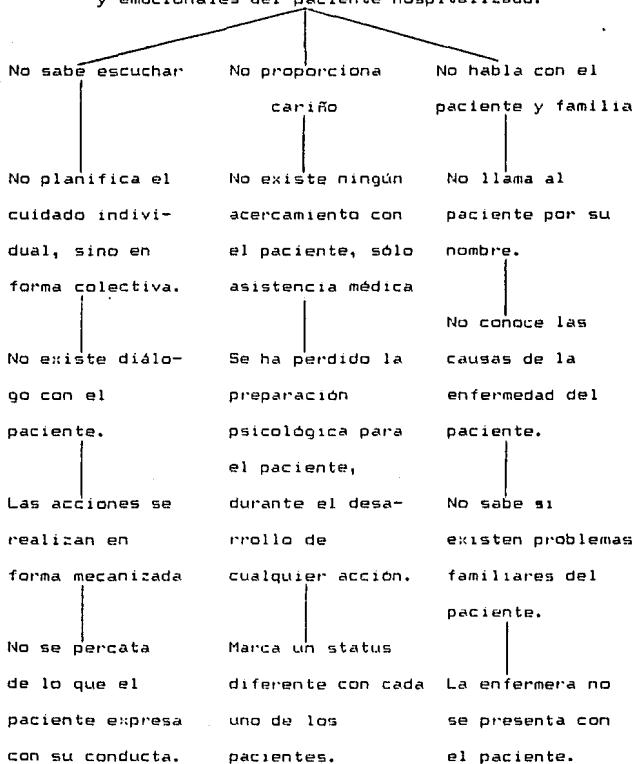 y emocionales del paciente hospitalizado.
No sabe escuchar
No planifica el
cuidado indivi-
dual, sino en
forma colectiva.
No existe diálo-
go con el
paciente.
Las acciones se
realizan en
forma mecanizada
No se percata
de lo que el
paciente expresa
con su conducta.
No proporciona
cariño
No existe ningún
acercamiento con
el paciente, sólo
asistencia médica
Se ha perdido la
preparación
psicológica para
el paciente,
durante el desa-
rrollo de
cualquier acción.
Marca un status
diferente con cada
uno de los
pacientes.
No habla con el
paciente y familia
No llama al
paciente por su
nombre.
No conoce las
causas de la
enfermedad del
paciente.
No sabe si
existen problemas
familiares del
paciente.
La enfermera no
se presenta con
el paciente.